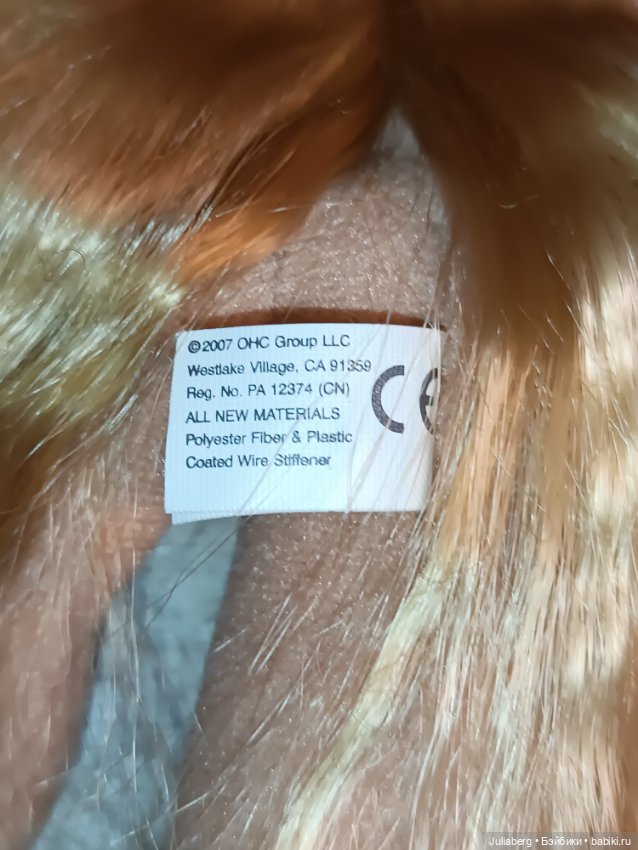 ©2007 OHC Group LLC
Westlake Village, CA 91359
Reg. No. PA 12374 (CN)
ALL NEW MATERIALS
Polyester Fiber & Plastic
Coated Wire Stiffener
CE
Juliaberg • Бэйбики • babiki.ru